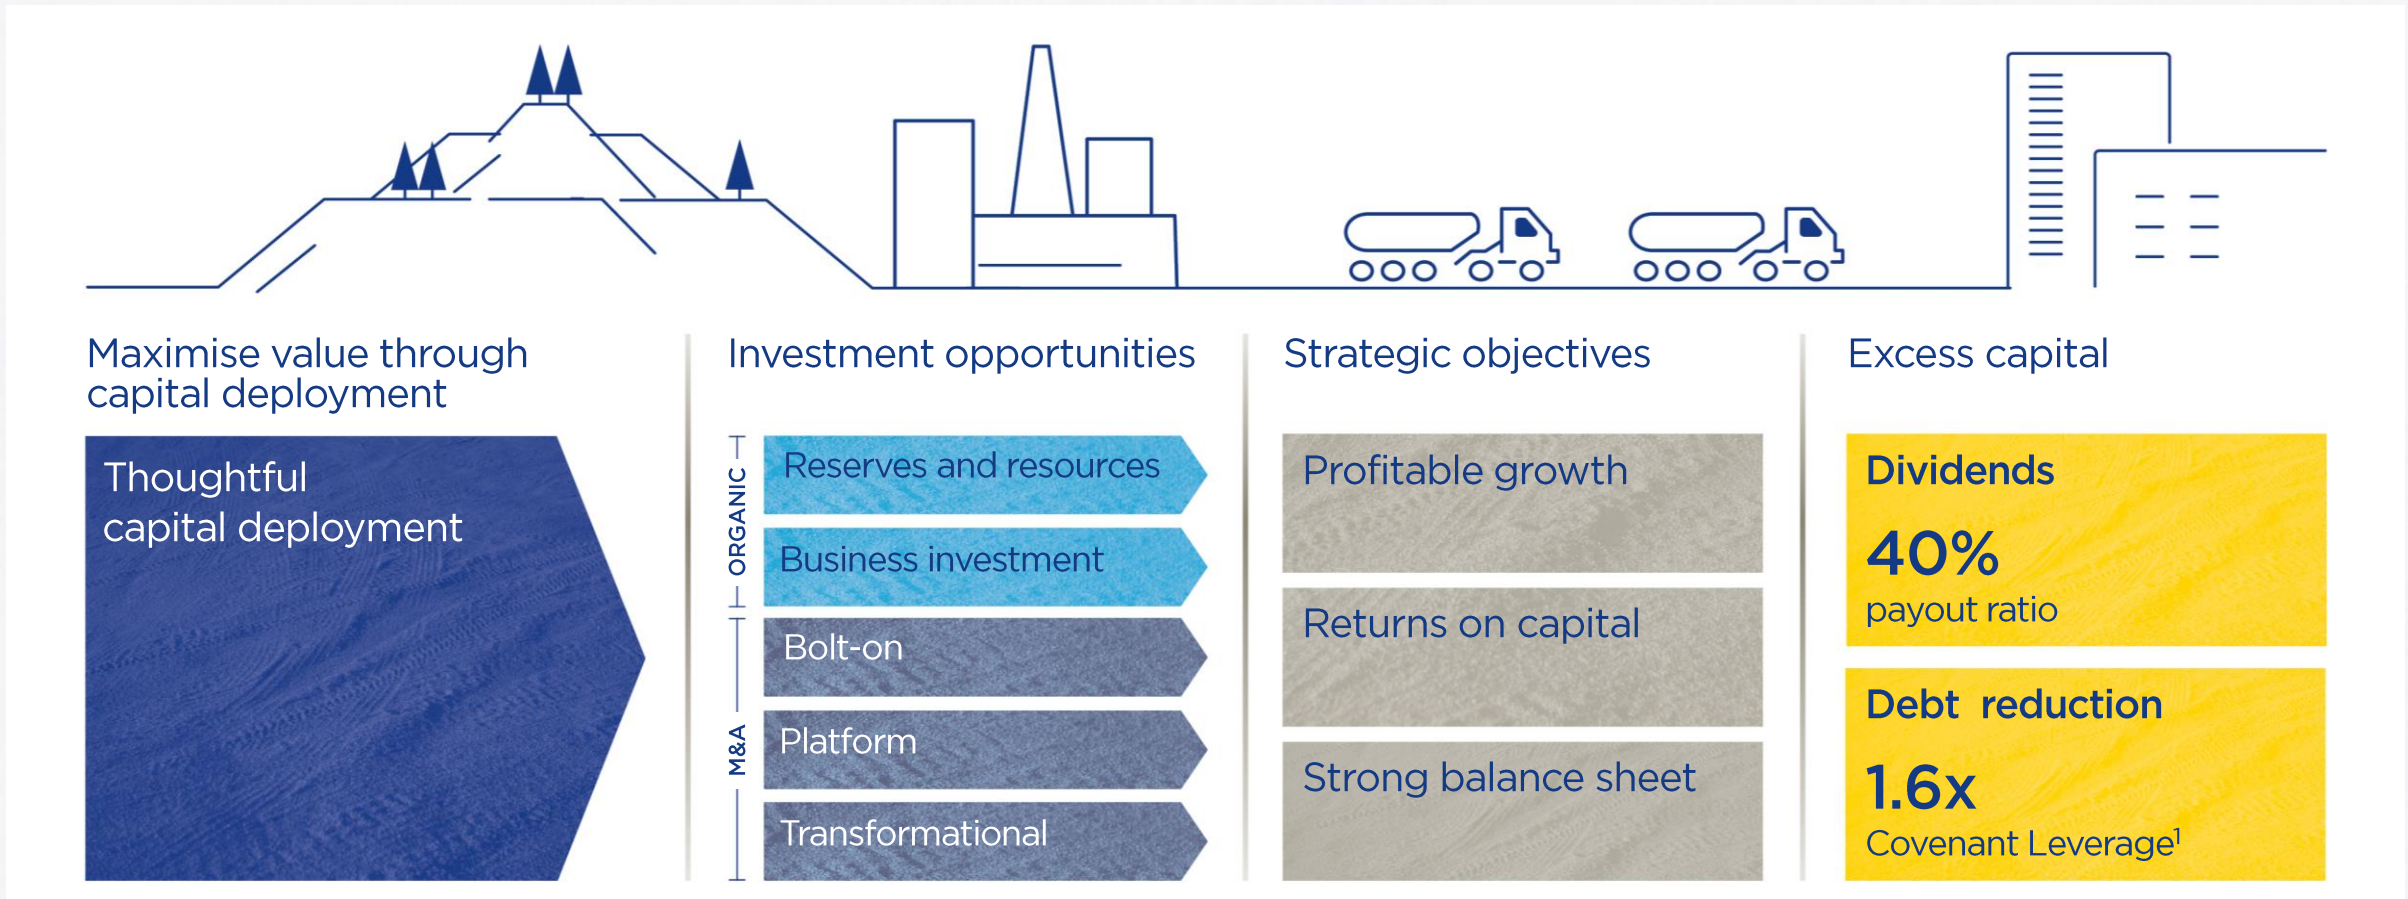 Maximise value through
capital deployment
Thoughtful
capital deployment
Investment opportunities
ORGANIC
Reserves and resources
Business investment
M&A
Bolt-on
Platform
Transformational
Strategic objectives
Profitable growth
Returns on capital
Strong balance sheet
Excess capital
Dividends
40%
payout ratio
Debt reduction
1.6x
Covenant Leverage¹